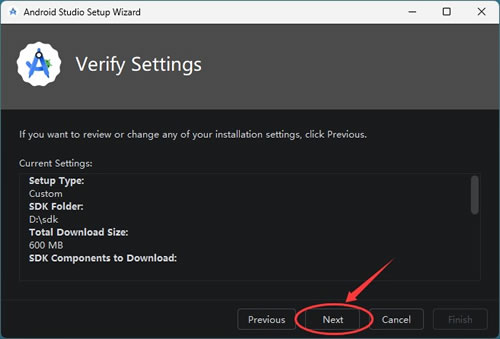 Android Studio Setup Wizard
Verify Settings
If you want to review or change any of your installation settings, click Previous.
Current Settings:
Setup Type:
Custom
SDK Folder:
D:\sdk
Total Download Size:
600 MB
SDK Components to Download:
Previous
Next
Cancel
Finish